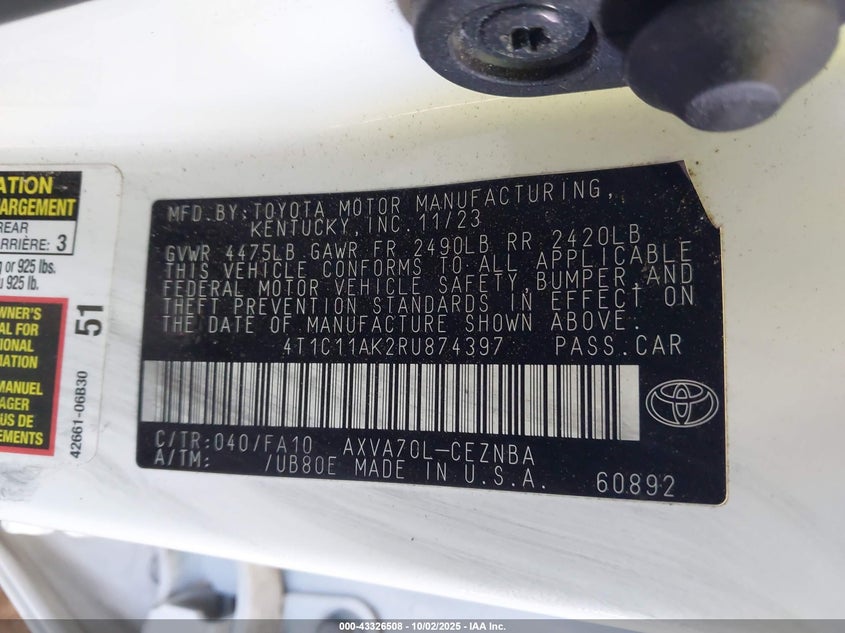 ATION
ARGEMENT
REAR
ARRIÈRE: 3
g or 925 lbs.
u 925 lb.
OWNER'S
AL FOR
TIONAL
MATION
MANUEL
AGER
US DE
EMENTS
51
42661-06B30
MFD BY: TOYOTA MOTOR MANUFACTURING,
KENTUCKY, INC. 11/23
GVWR 4475LB GAWR FR 2490LB RR 2420LB
THIS VEHICLE CONFORMS TO ALL APPLICABLE
FEDERAL MOTOR VEHICLE SAFETY, BUMPER, AND
THEFT PREVENTION STANDARDS IN EFFECT ON
THE DATE OF MANUFACTURE SHOWN ABOVE.
4T1C11AK2RU874397 PASS. CAR
C/TR: 040/FA10 AXVA70L-CEZNBA
A/TM: /UB80E MADE IN U.S.A. 60892
000-43326508 - 10/02/2025 - IAA Inc.